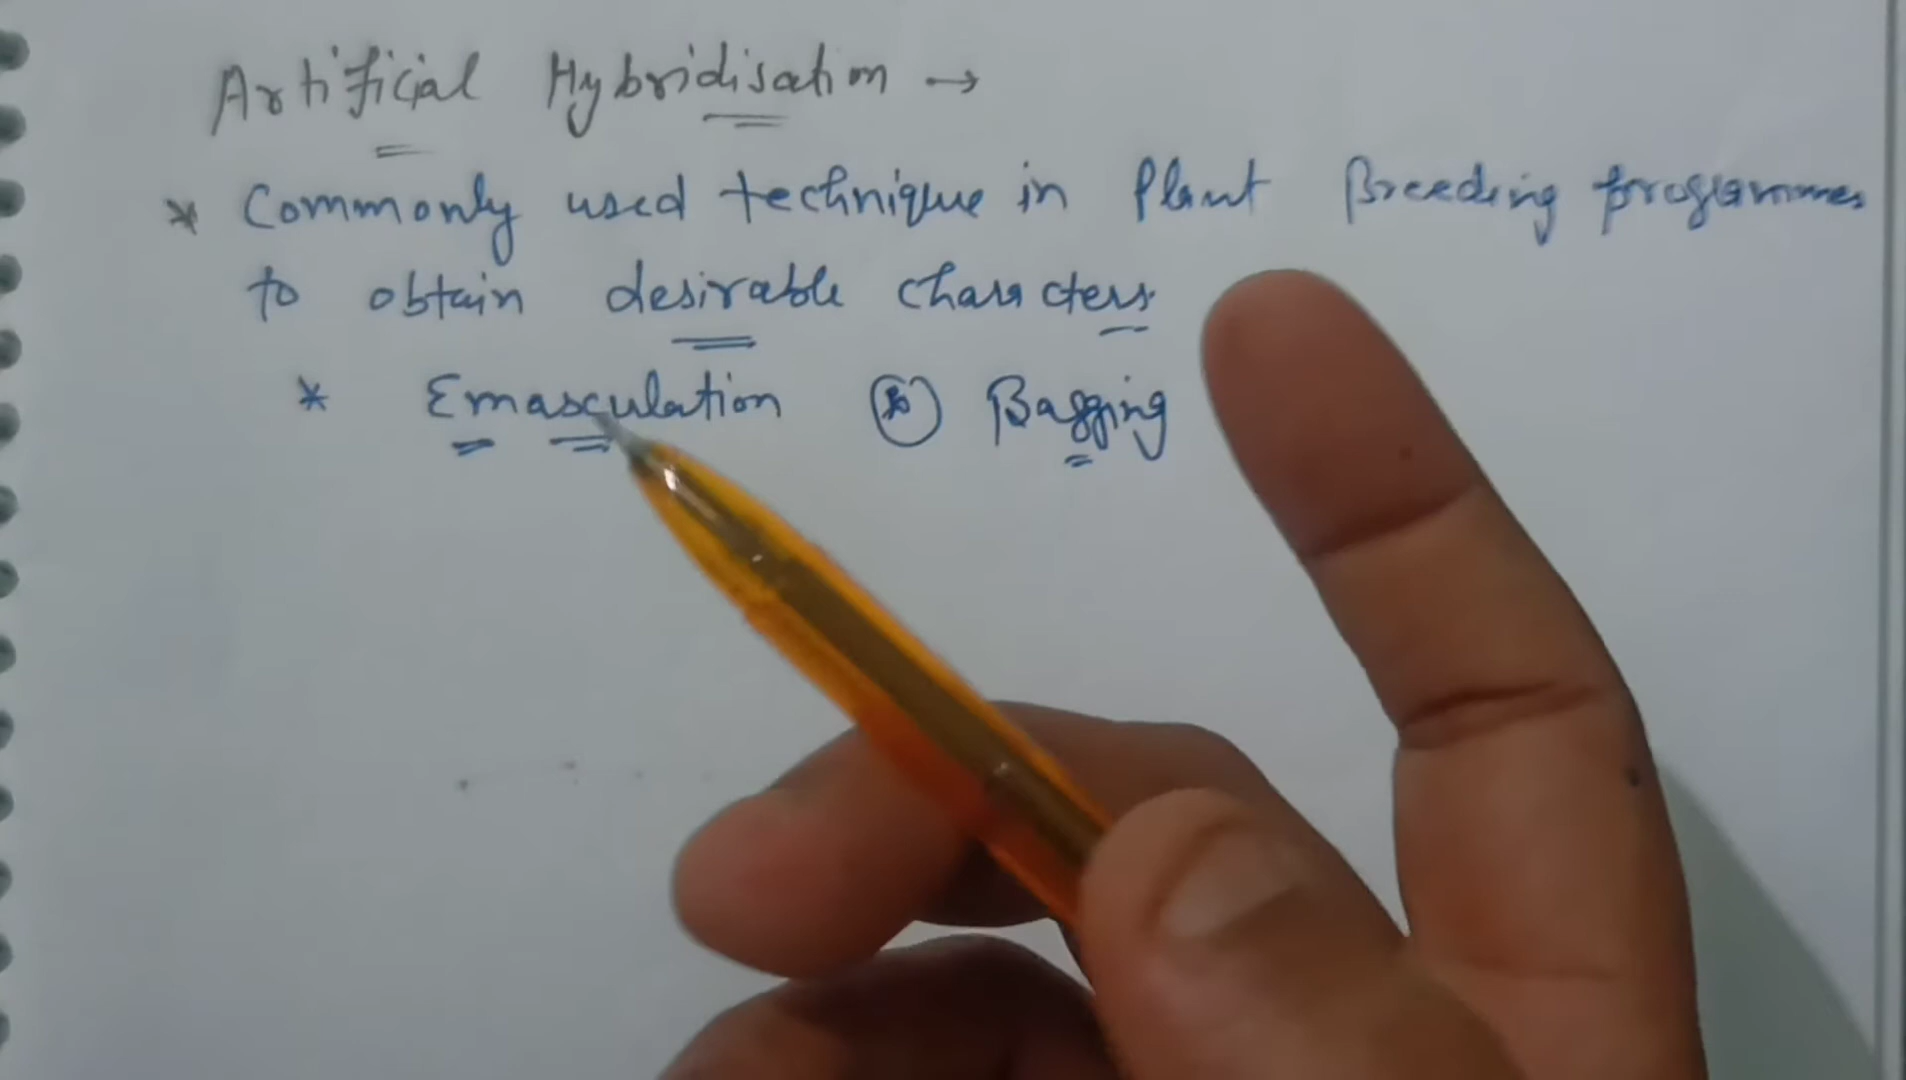 Artificial Hybridisation →
* Commonly used technique in Plant Breeding programmes
to obtain desirable characters.
* Emasculation & Bagging